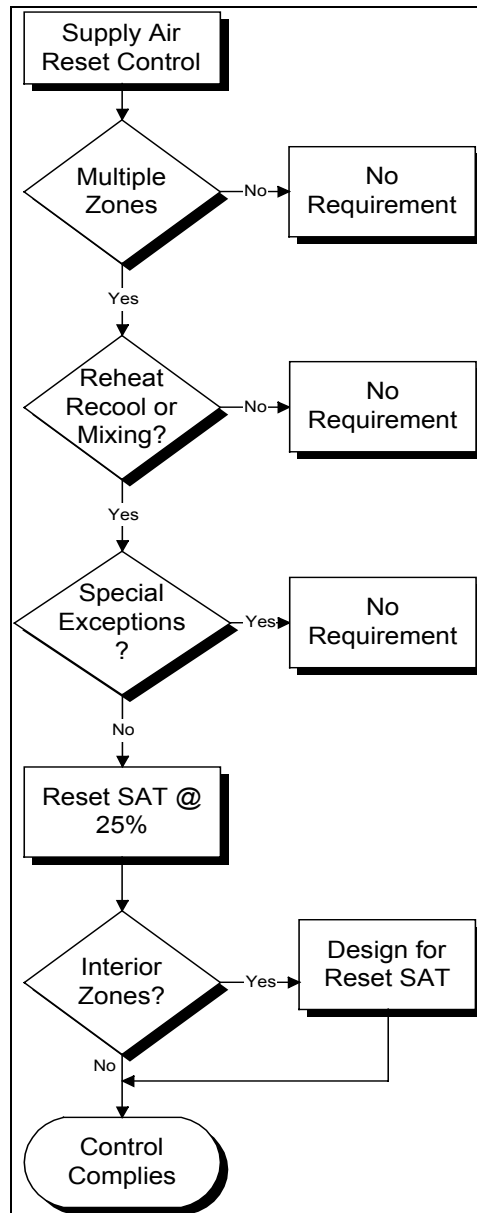 Supply Air
Reset Control
Multiple
Zones
No
No
Requirement
Yes
Reheat
Recool or
Mixing?
No
No
Requirement
Yes
Special
Exceptions
?
Yes
No
Requirement
No
Reset SAT @
25%
Interior
Zones?
Yes
Design for
Reset SAT
No
Control
Complies